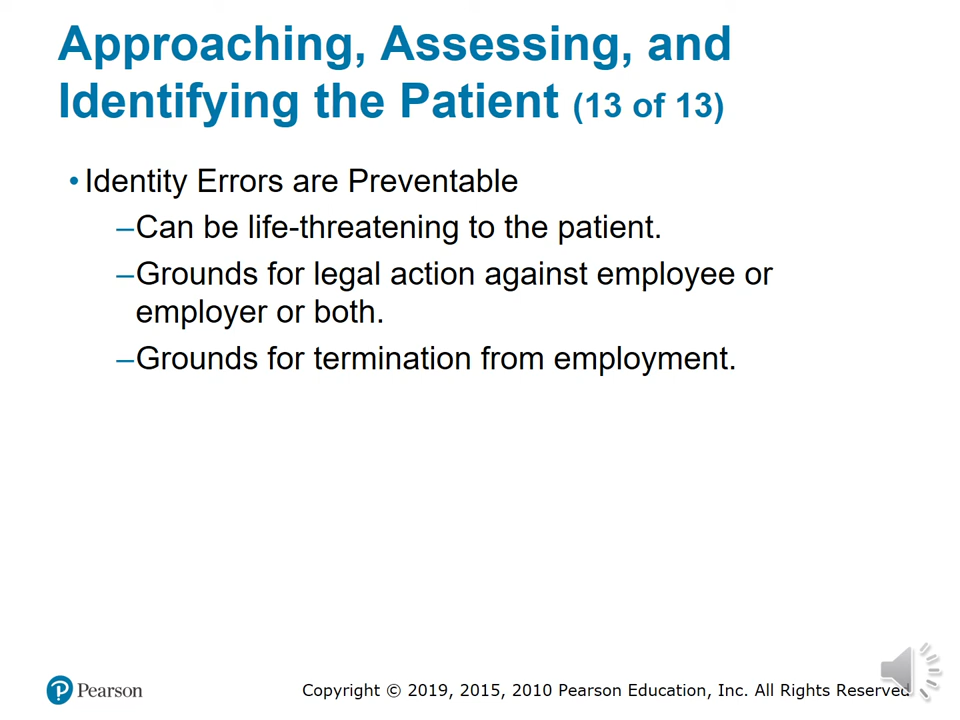 Approaching, Assessing, and
Identifying the Patient (13 of 13)
• Identity Errors are Preventable
–Can be life-threatening to the patient.
–Grounds for legal action against employee or
employer or both.
–Grounds for termination from employment.
Pearson
Copyright © 2019, 2015, 2010 Pearson Education, Inc. All Rights Reserved